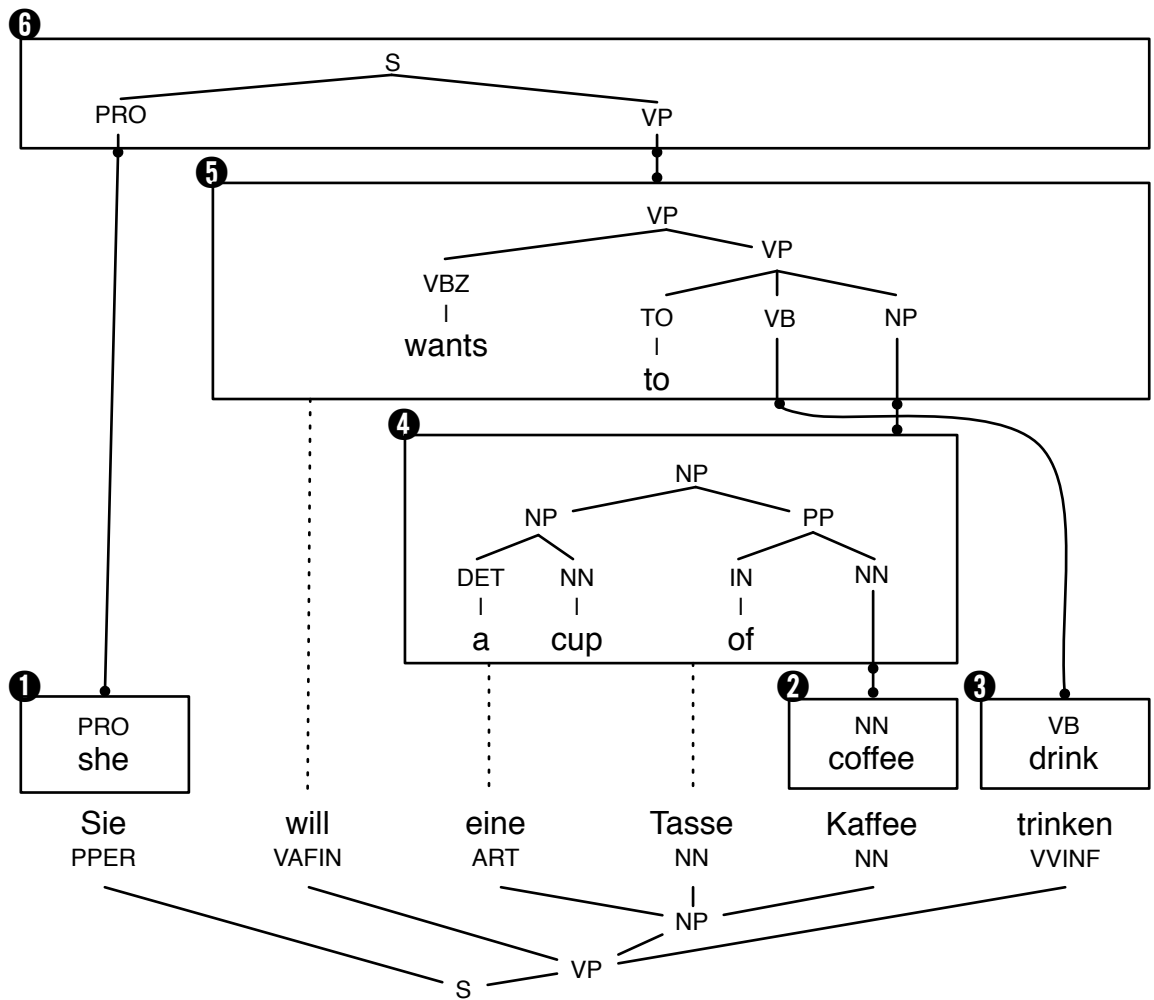 6
S
PRO VP
5
VP
VP
VBZ
TO VB NP
wants
to
4
NP
NP PP
DET NN IN NN
a cup of
1 2 3
PRO NN VB
she coffee drink
Sie will eine Tasse Kaffee trinken
PPER VAFIN ART NN NN VVINF
NP
VP
S